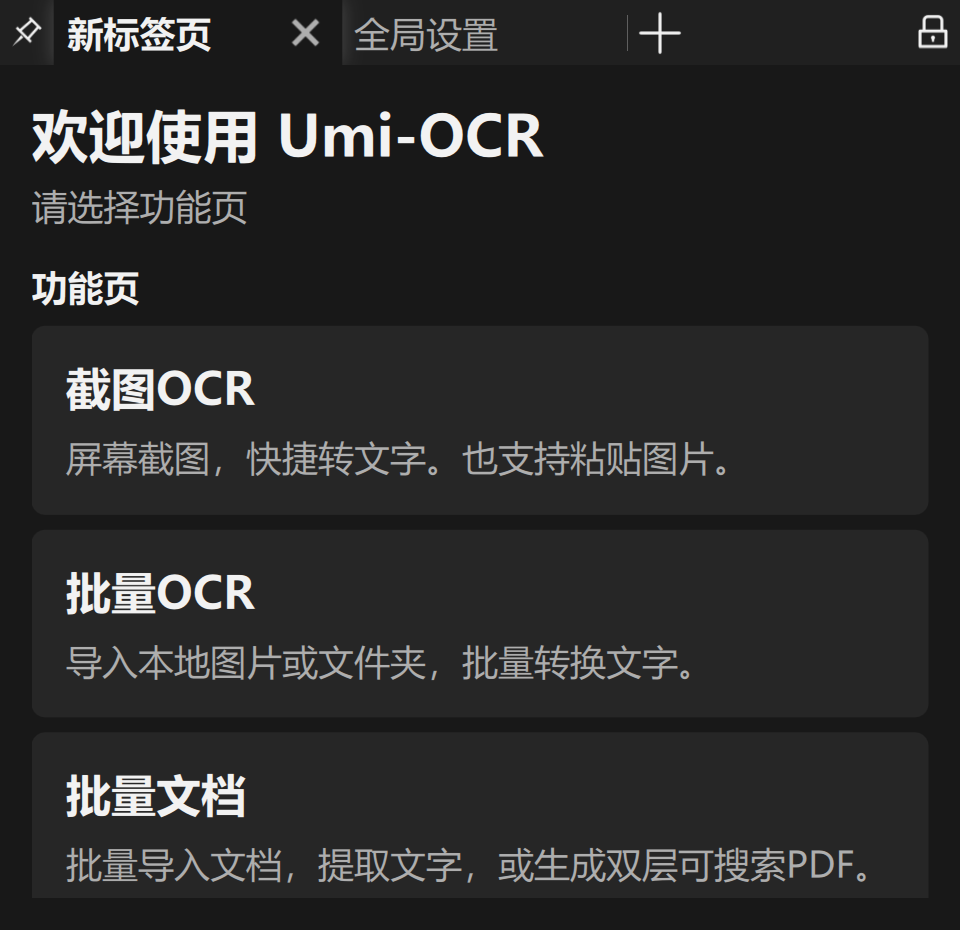 新标签页
全局设置
欢迎使用 Umi-OCR
请选择功能页
功能页
截图OCR
屏幕截图，快捷转文字。也支持粘贴图片。
批量OCR
导入本地图片或文件夹，批量转换文字。
批量文档
批量导入文档，提取文字，或生成双层可搜索PDF。